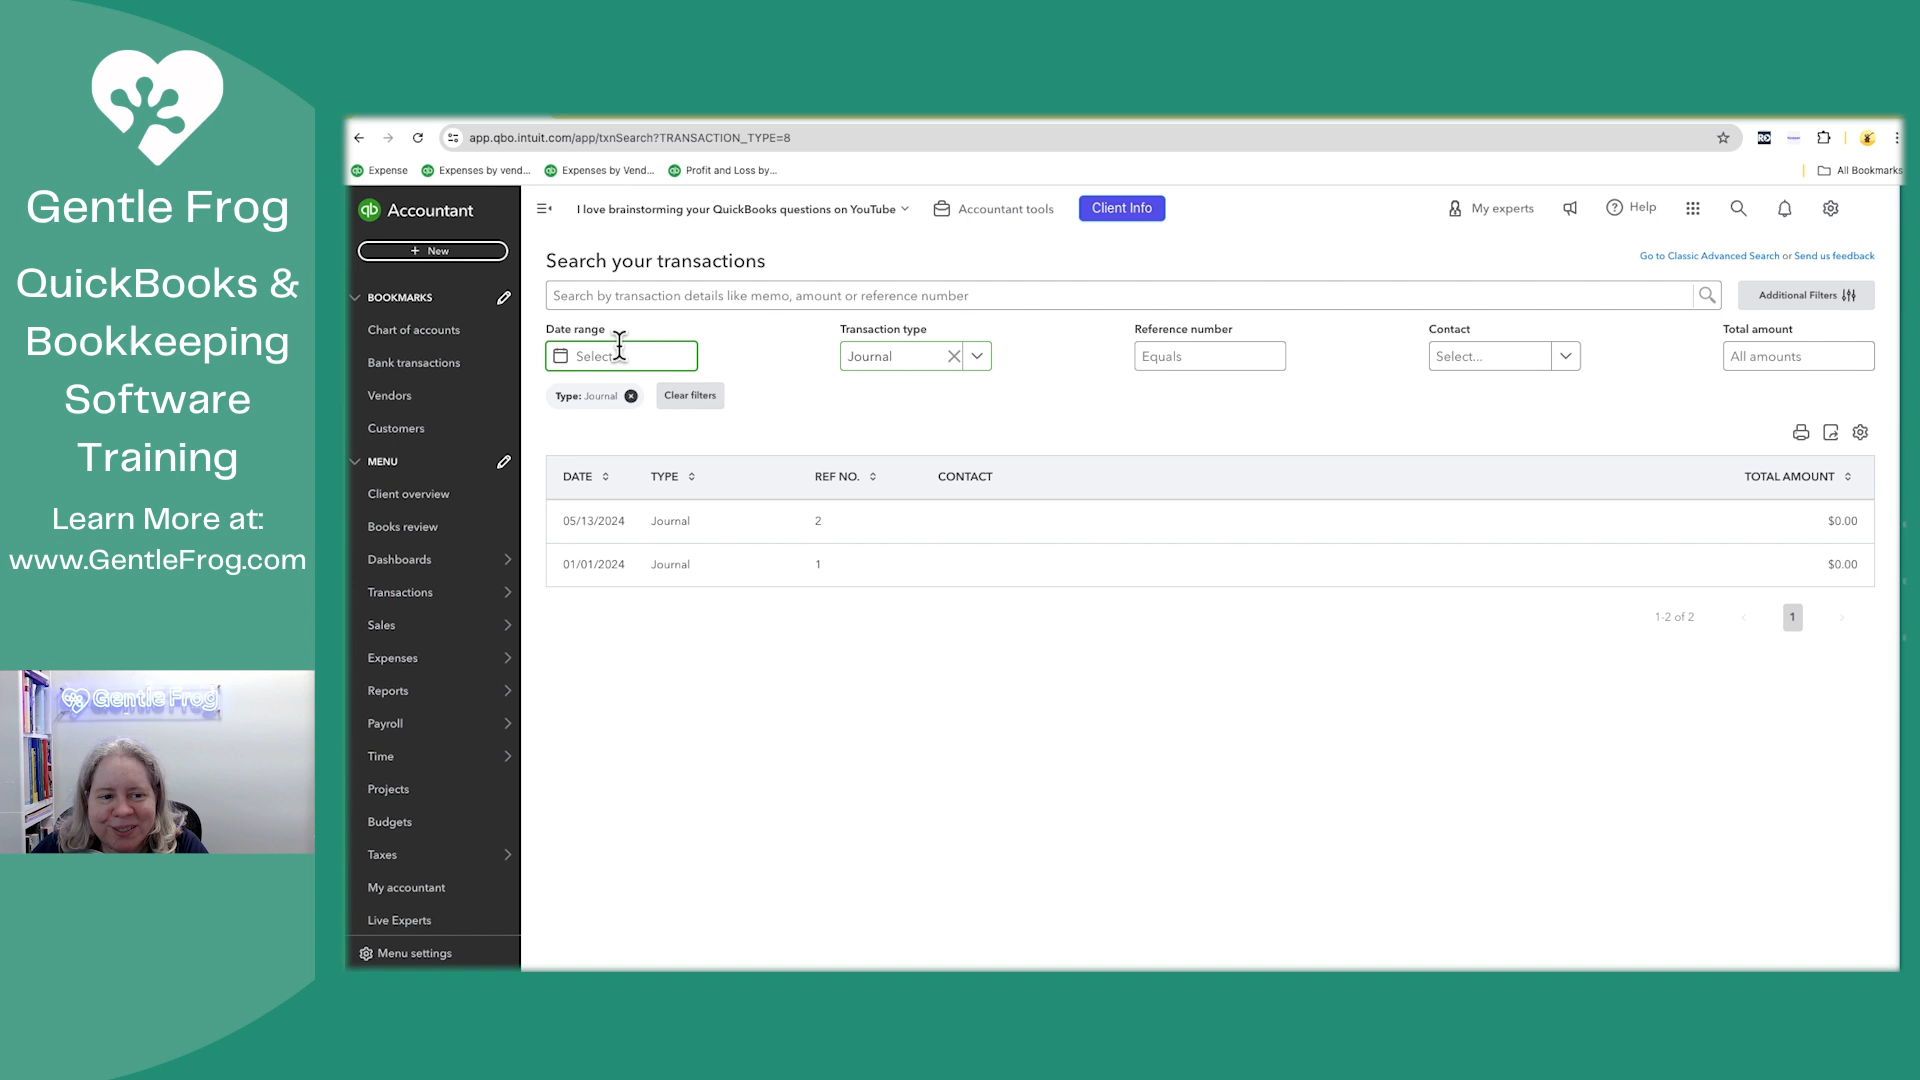 Gentle Frog
QuickBooks &
Bookkeeping
Software
Training
Learn More at:
www.GentleFrog.com
Gentle Frog
app.qbo.intuit.com/app/txnSearch?TRANSACTION_TYPE=8
Expense
Expenses by vend...
Expenses by Vend...
Profit and Loss by...
All Bookmarks
qb Accountant
+ New
BOOKMARKS
Chart of accounts
Bank transactions
Vendors
Customers
MENU
Client overview
Books review
Dashboards
Transactions
Sales
Expenses
Reports
Payroll
Time
Projects
Budgets
Taxes
My accountant
Live Experts
Menu settings
I love brainstorming your QuickBooks questions on YouTube
Accountant tools
Client Info
My experts
Help
Search your transactions
Go to Classic Advanced Search or Send us feedback
Search by transaction details like memo, amount or reference number
Additional Filters
Date range
Transaction type
Reference number
Contact
Total amount
Select
Journal
Equals
Select...
All amounts
Type: Journal
Clear filters
DATE TYPE REF NO. CONTACT TOTAL AMOUNT
05/13/2024 Journal 2 $0.00
01/01/2024 Journal 1 $0.00
1-2 of 2
1